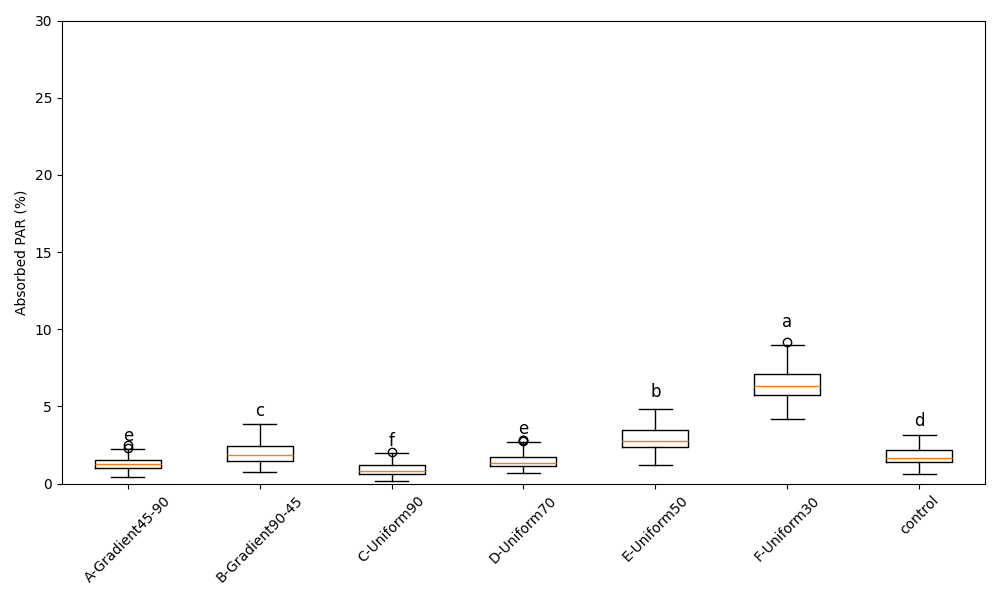 30
25
20
15
10
5
0
Absorbed PAR (%)
e
c
f
e
b
a
d
A-Gradient45-90
B-Gradient90-45
C-Uniform90
D-Uniform70
E-Uniform50
F-Uniform30
control